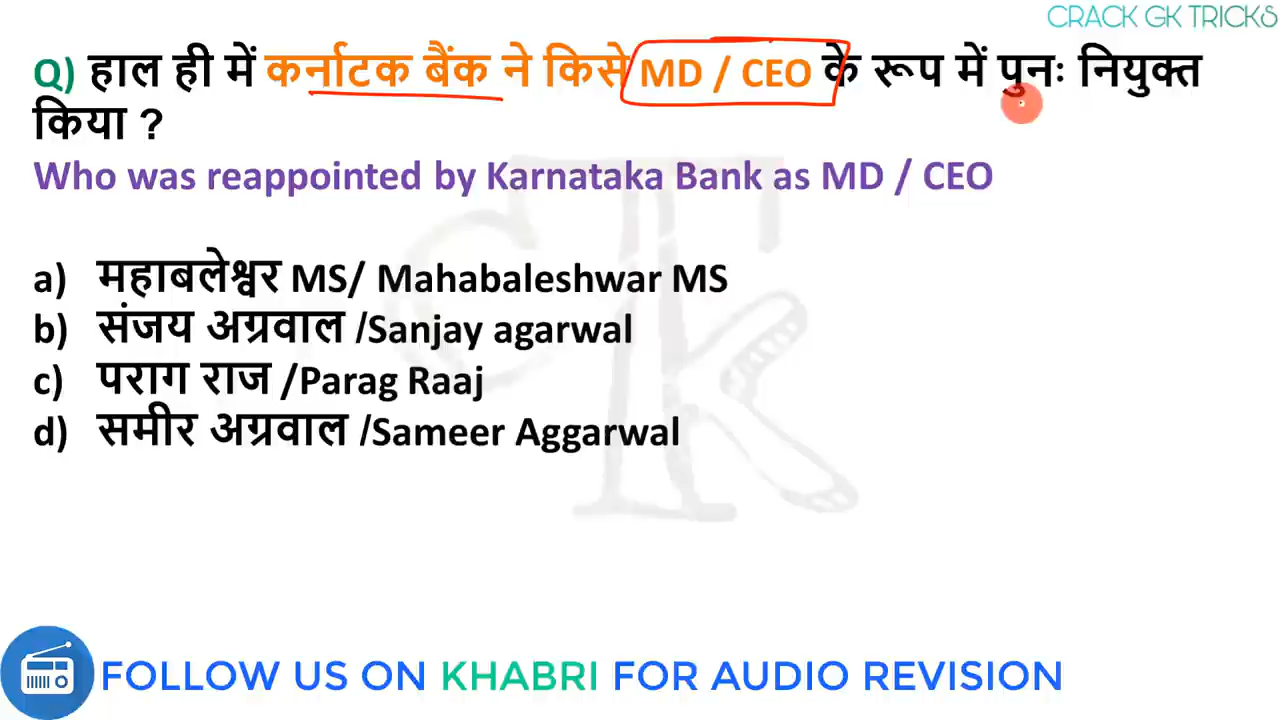 CRACK GK TRICKS
Q) हाल ही में कर्नाटक बैंक ने किसे MD / CEO के रूप में पुनः नियुक्त
किया ?
Who was reappointed by Karnataka Bank as MD / CEO
a) महाबलेश्वर MS/ Mahabaleshwar MS
b) संजय अग्रवाल /Sanjay agarwal
c) पराग राज /Parag Raaj
d) समीर अग्रवाल /Sameer Aggarwal
FOLLOW US ON KHABRI FOR AUDIO REVISION